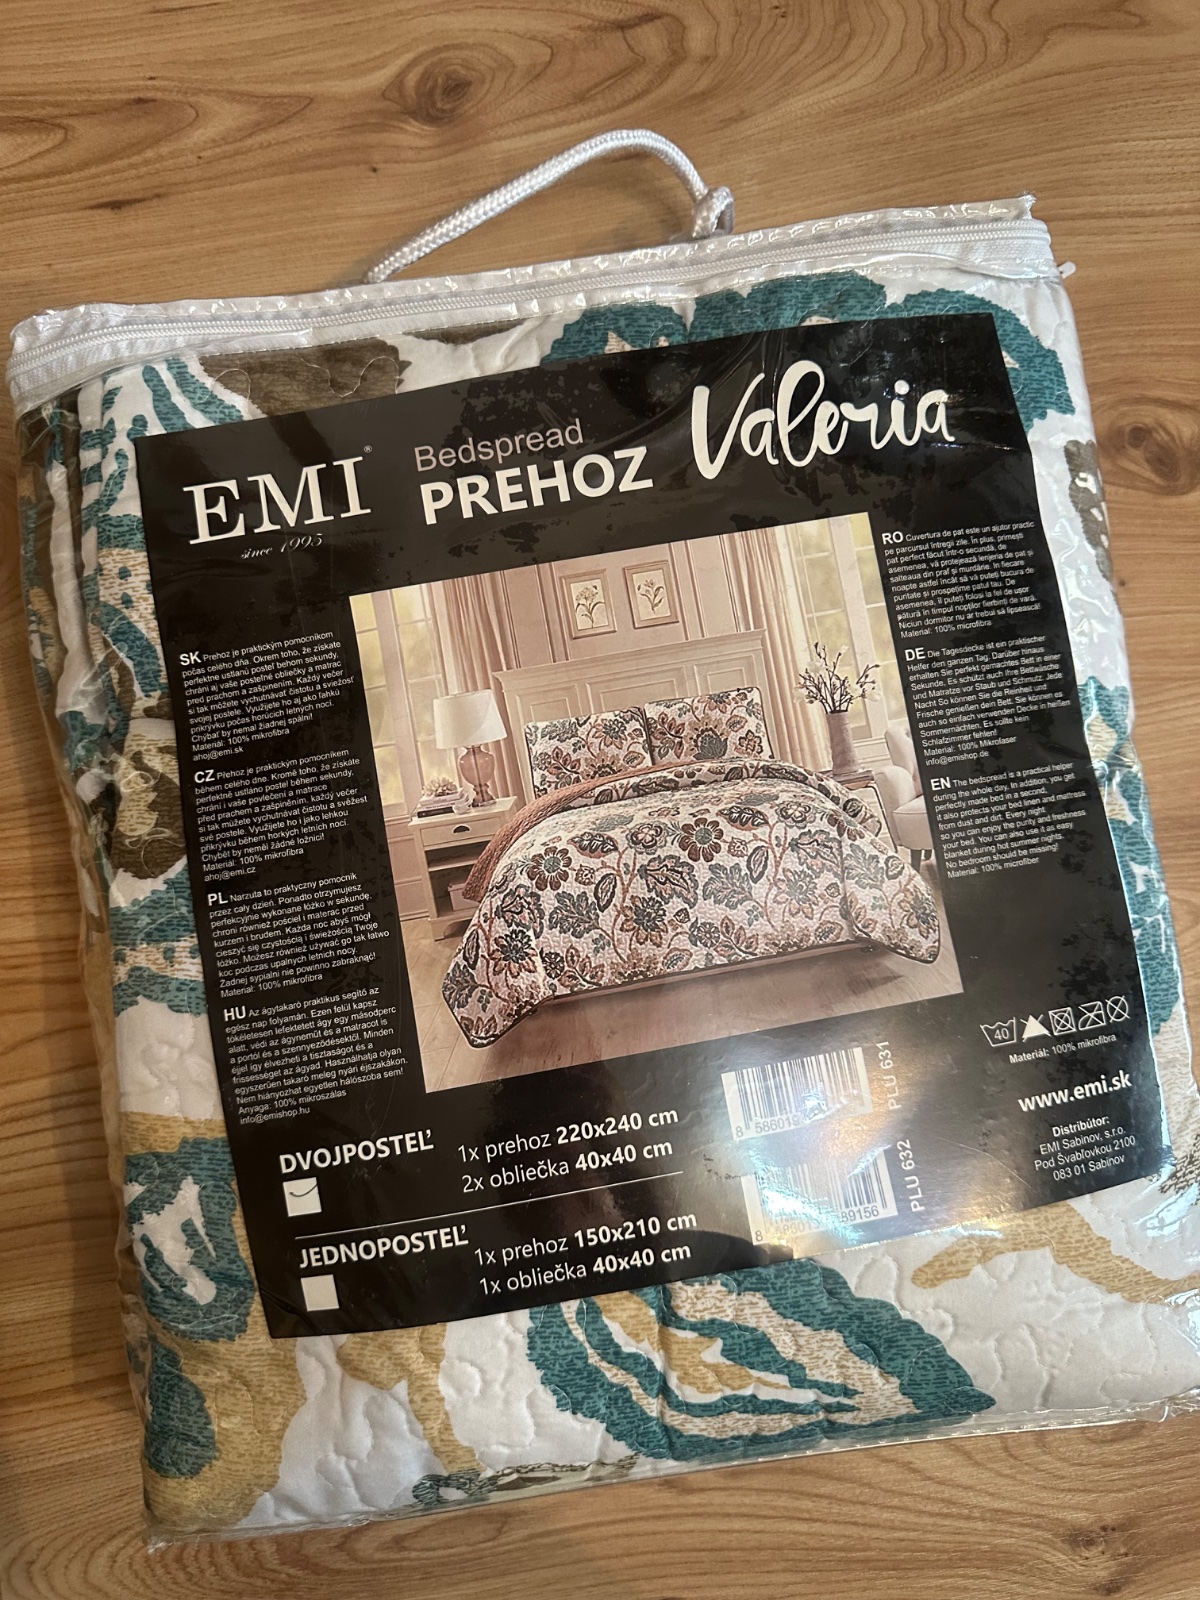 EMI®
since 1995
Bedspread
PREHOZ
Valeria
SK Prehoz je praktickým pomocníkom
počas celého dňa. Okrem toho, že získate
perfektne ustlanú posteľ behom sekundy,
chráni aj vaše posteľné obliečky a matrac
pred prachom a zašpinením. Každý večer
si tak môžete vychutnávať čistotu a sviežosť
svojej postele. Využijete ho aj ako ľahkú
prikrývku počas horúcich letných nocí.
Chýbať by nemal žiadnej spálni!
Materiál: 100% mikrofibra
ahoj@emi.sk
CZ Přehoz je praktickým pomocníkem
během celého dne. Kromě toho, že získáte
perfektně ustláno postel během sekundy,
chrání i vaše povlečení a matrace
před prachem a zašpiněním. každý večer
si tak můžete vychutnávat čistotu a svěžest
své postele. Využijete ho i jako lehkou
přikrývku během horkých letních nocí.
Chybět by neměl žádné ložnici!
Materiál: 100% mikrofibra
ahoj@emi.cz
PL Narzuta to praktyczny pomocnik
przez cały dzień. Ponadto otrzymujesz
perfekcyjnie wykonane łóżko w sekundę,
chroni również pościel i materac przed
kurzem i brudem. Każda noc abyś mógł
cieszyć się czystością i świeżością Twoje
łóżko. Możesz również używać go tak łatwo
koc podczas upalnych letnich nocy.
Żadnej sypialni nie powinno zabraknąć!
Materiał: 100% mikrofibra
HU Az ágytakaró praktikus segítő az
egész nap folyamán. Ezen felül kapsz
tökéletesen lefektetett ágy egy másodperc
alatt, védi az ágyneműt és a matracot is
a portól és a szennyeződésektől. Minden
éjjel így élvezheti a tisztaságot és a
frissességet az ágyad. Használhatja olyan
egyszerűen takaró meleg nyári éjszakákon.
Nem hiányozhat egyetlen hálószoba sem!
Anyaga: 100% mikroszálas
info@emishop.hu
RO Cuvertura de pat este un ajutor practic
pe parcursul întregii zile. În plus, primești
pat perfect făcut într-o secundă, de
asemenea, vă protejează lenjeria de pat și
salteaua din praf și murdărie. În fiecare
noapte astfel încât să vă puteți bucura de
puritate și prospețime patul tau. De
asemenea, îl puteți folosi la fel de ușor
pătură în timpul nopților fierbinți de vară.
Niciun dormitor nu ar trebui să lipsească!
Material: 100% microfibra
DE Die Tagesdecke ist ein praktischer
Helfer den ganzen Tag. Darüber hinaus
erhalten Sie perfekt gemachtes Bett in einer
Sekunde, Es schützt auch Ihre Bettwäsche
und Matratze vor Staub und Schmutz. Jede
Nacht So können Sie die Reinheit und
Frische genießen dein Bett. Sie können es
auch so einfach verwenden Decke in heißen
Sommernächten. Es sollte kein
Schlafzimmer fehlen!
Material: 100% Mikrofaser
info@emishop.de
EN The bedspread is a practical helper
during the whole day. In addition, you get
perfectly made bed in a second,
it also protects your bed linen and mattress
from dust and dirt. Every night
so you can enjoy the purity and freshness
your bed. You can also use it as easy
blanket during hot summer nights.
No bedroom should be missing!
Material: 100% microfiber
40
Materiál: 100% mikrofibra
www.emi.sk
Distribútor:
EMI Sabinov, s.r.o.
Pod Švabľovkou 2100
083 01 Sabinov
DVOJPOSTEĽ
1x prehoz 220x240 cm
2x obliečka 40x40 cm
PLU 631
JEDNOPOSTEĽ
1x prehoz 150x210 cm
1x obliečka 40x40 cm
89156
PLU 632